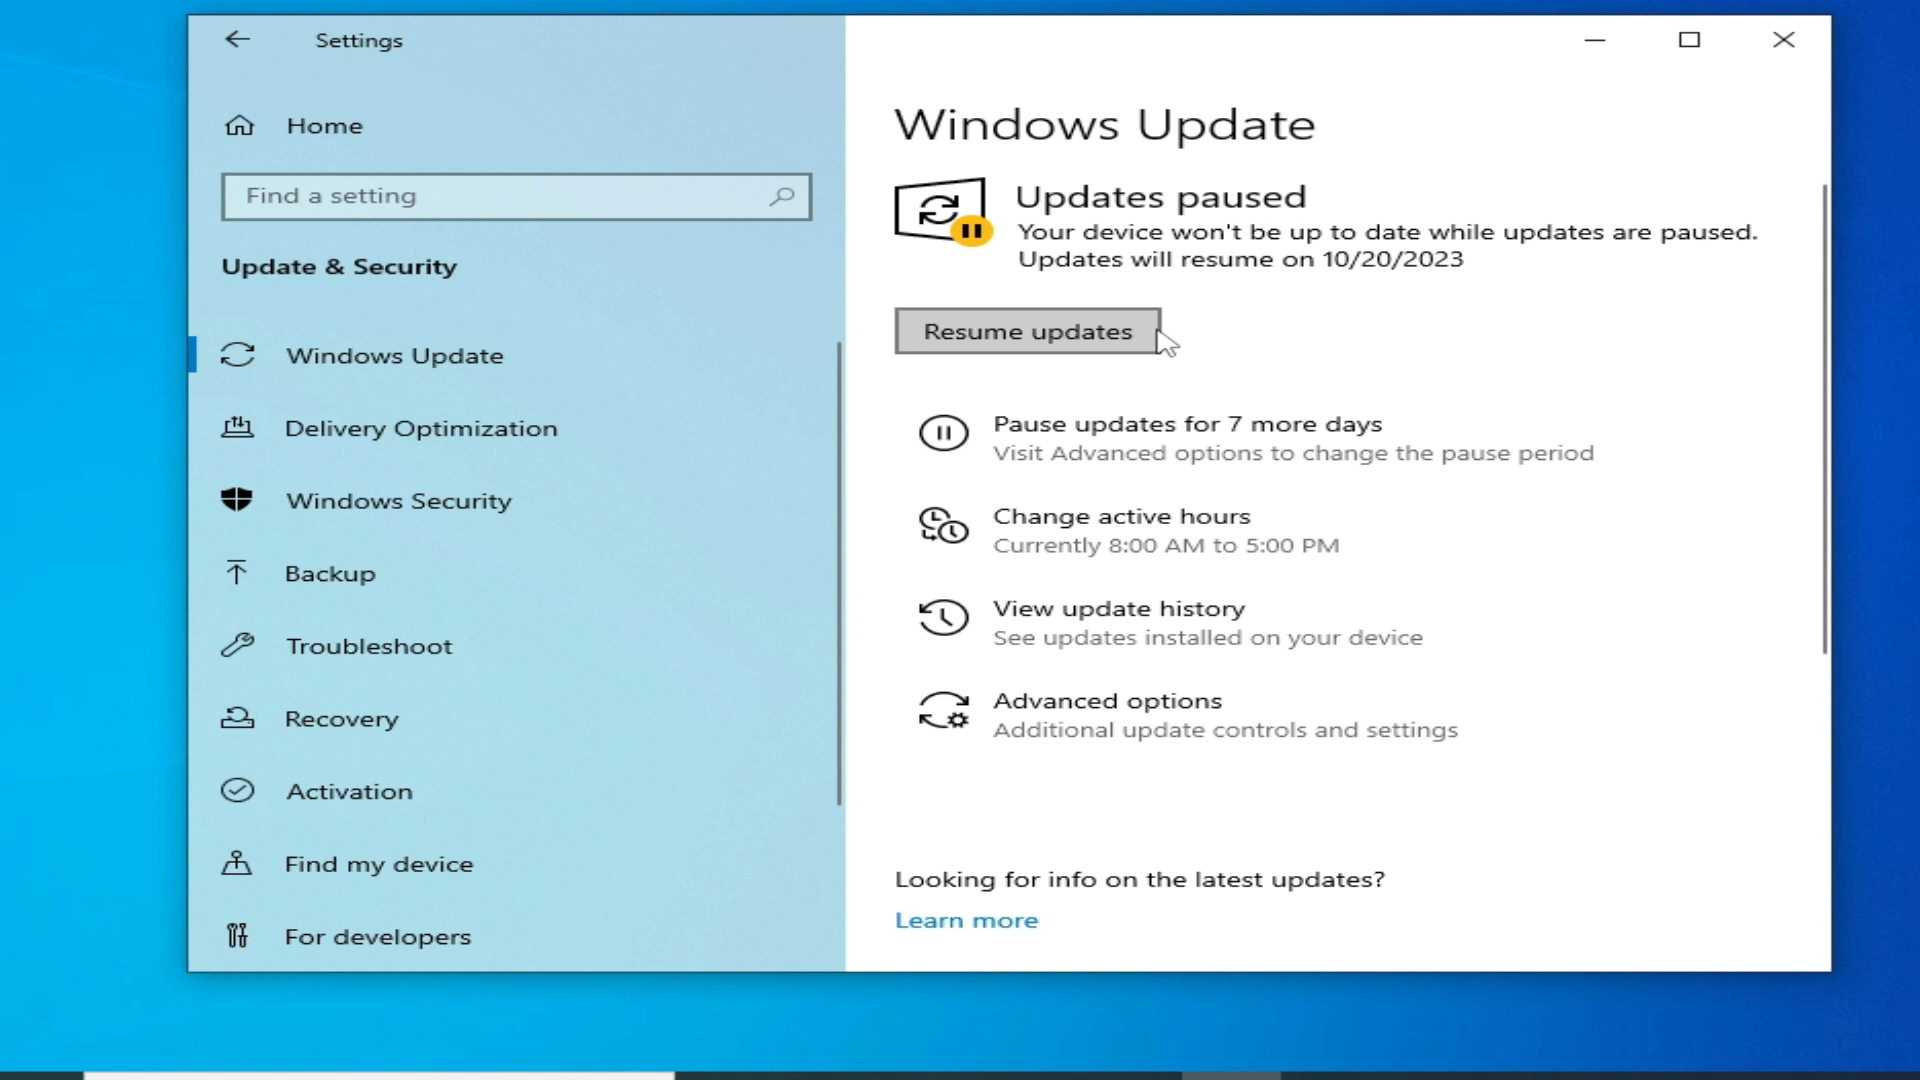 Settings
Home
Find a setting
Update & Security
Windows Update
Delivery Optimization
Windows Security
Backup
Troubleshoot
Recovery
Activation
Find my device
For developers
Windows Update
Updates paused
Your device won't be up to date while updates are paused.
Updates will resume on 10/20/2023
Resume updates
Pause updates for 7 more days
Visit Advanced options to change the pause period
Change active hours
Currently 8:00 AM to 5:00 PM
View update history
See updates installed on your device
Advanced options
Additional update controls and settings
Looking for info on the latest updates?
Learn more